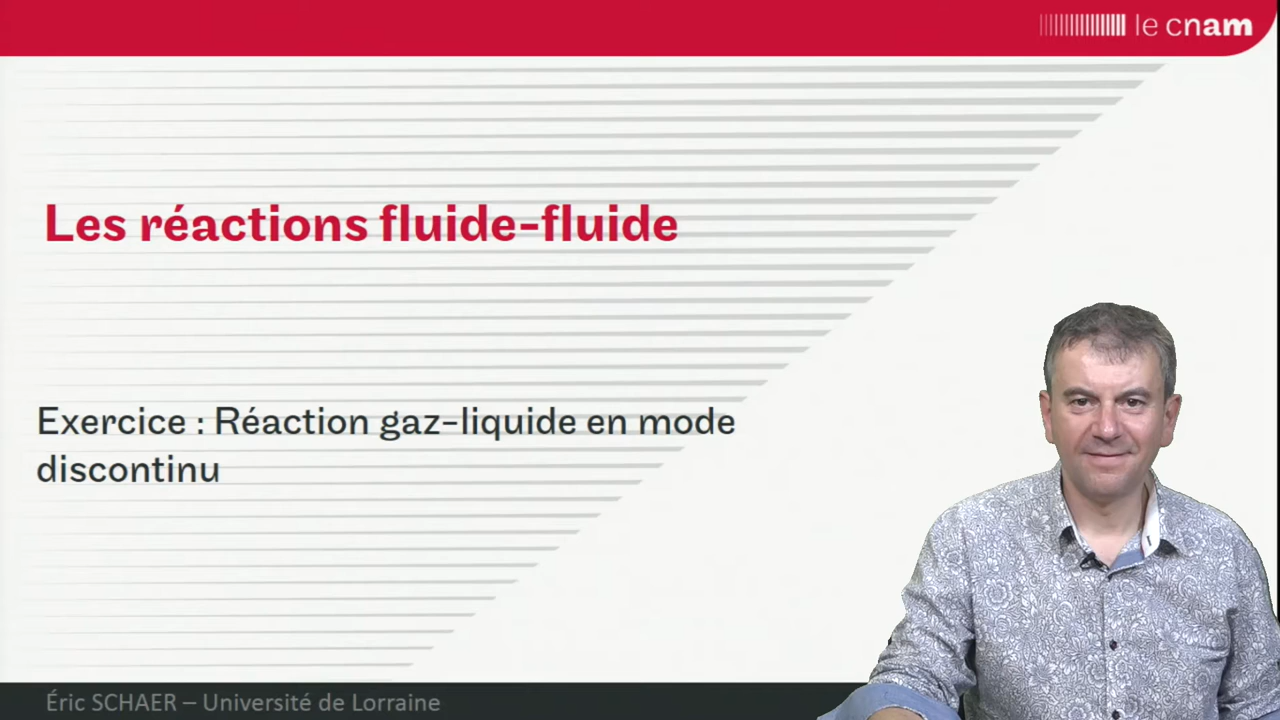 le cnam
Les réactions fluide-fluide
Exercice : Réaction gaz-liquide en mode
discontinu
Éric SCHAER – Université de Lorraine